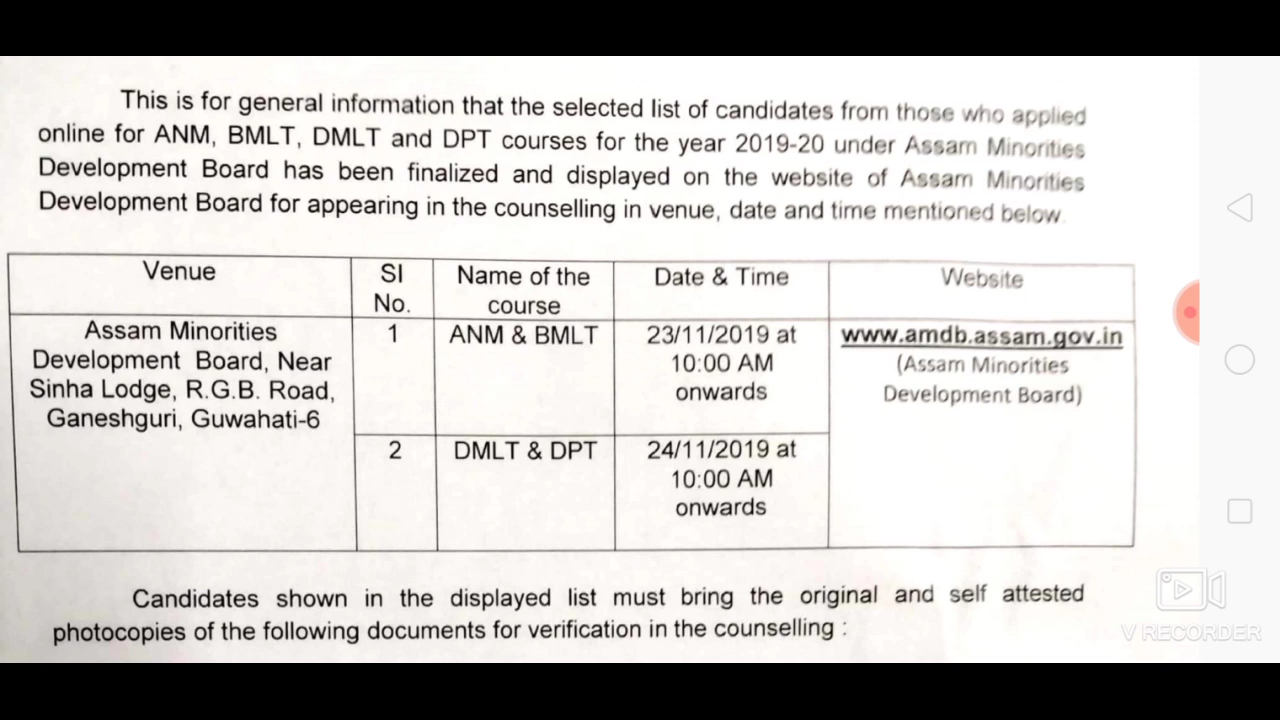 This is for general information that the selected list of candidates from those who applied
online for ANM, BMLT, DMLT and DPT courses for the year 2019-20 under Assam Minorities
Development Board has been finalized and displayed on the website of Assam Minorities
Development Board for appearing in the counselling in venue, date and time mentioned below.
Venue
Sl
No.
Name of the
course
Date & Time
Website
Assam Minorities
Development Board, Near
Sinha Lodge, R.G.B. Road,
Ganeshguri, Guwahati-6
1
ANM & BMLT
23/11/2019 at
10:00 AM
onwards
www.amdb.assam.gov.in
(Assam Minorities
Development Board)
2
DMLT & DPT
24/11/2019 at
10:00 AM
onwards
Candidates shown in the displayed list must bring the original and self attested
photocopies of the following documents for verification in the counselling :
V RECORDER